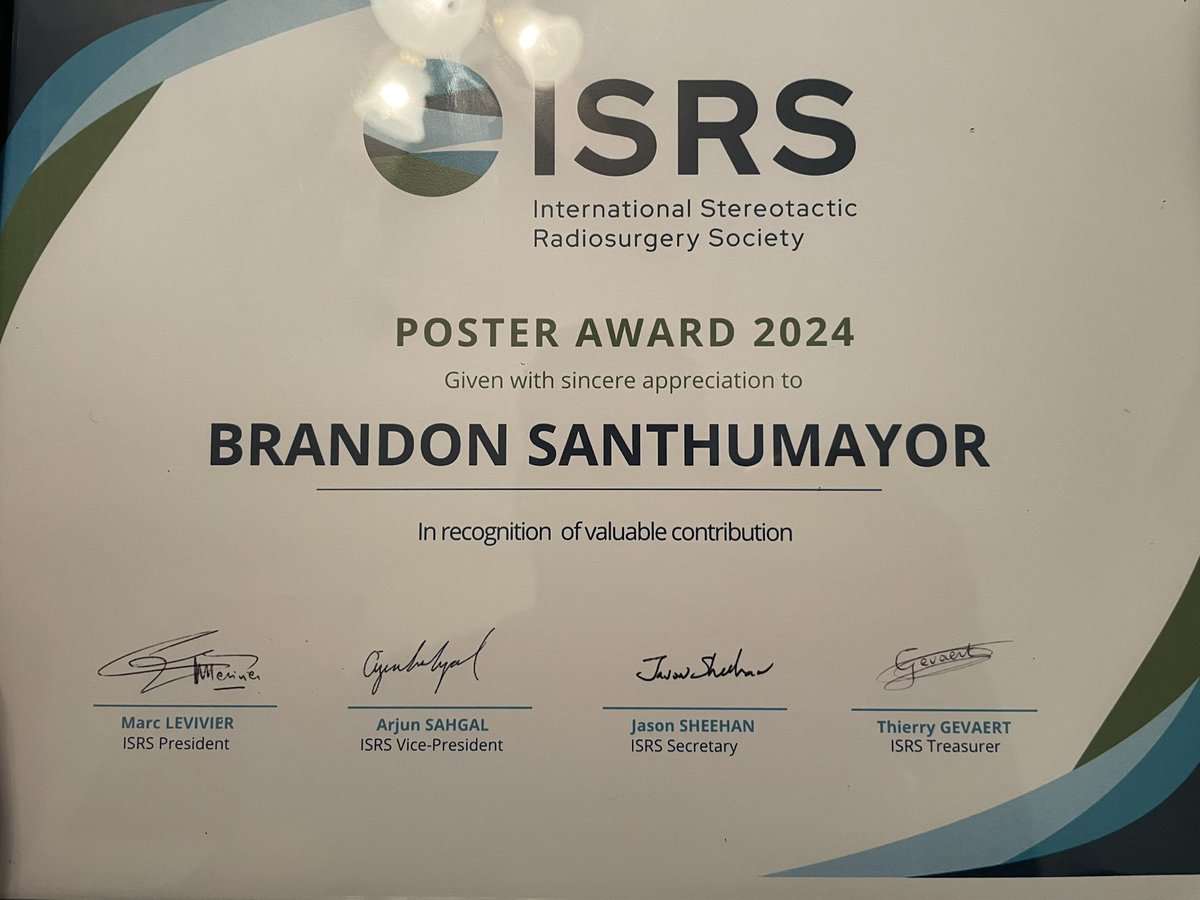 ISRS
International Stereotactic
Radiosurgery Society
POSTER AWARD 2024
Given with sincere appreciation to
BRANDON SANTHUMAYOR
In recognition of valuable contribution
Gevaert
Marc LEVIVIER
ISRS President
Arjun SAHGAL
ISRS Vice-President
Jason SHEEHAN
ISRS Secretary
Thierry GEVAERT
ISRS Treasurer